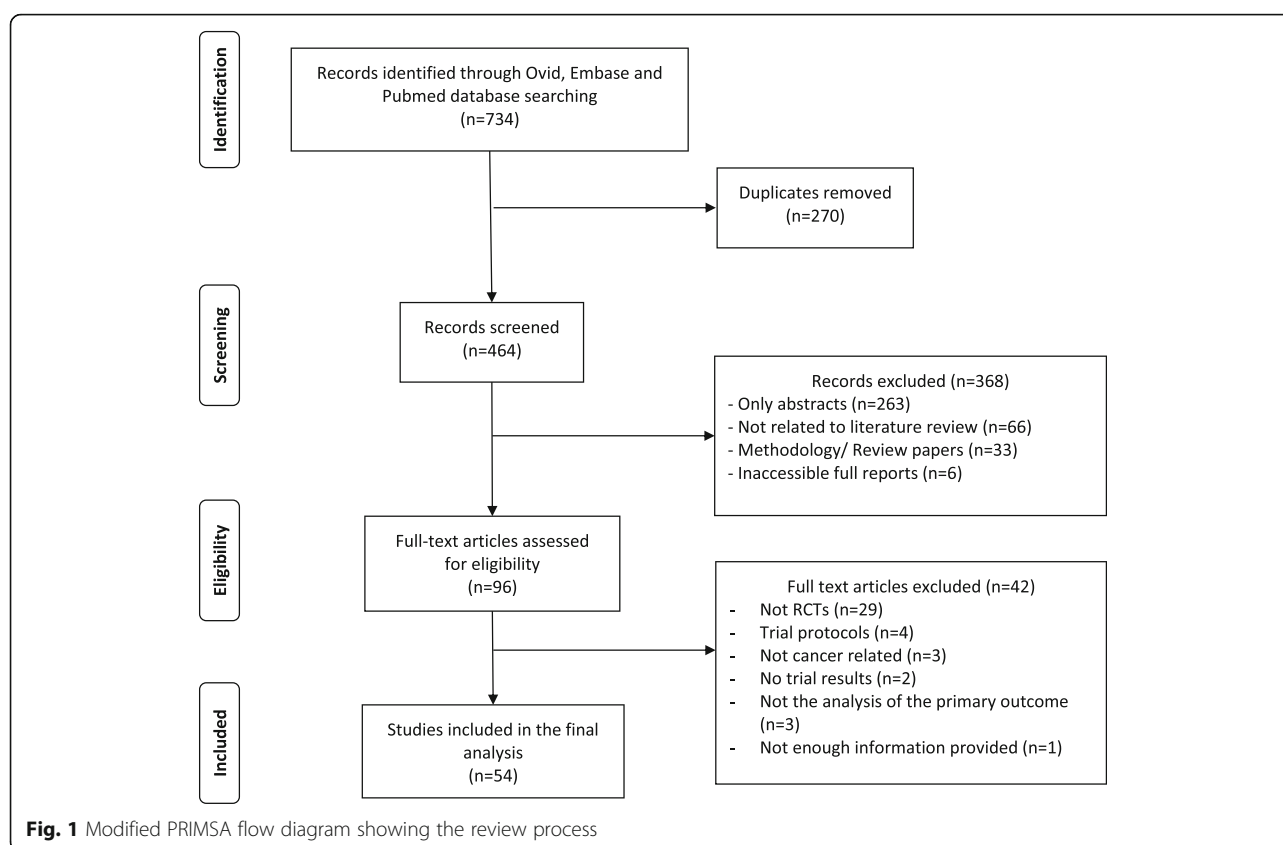 Identification
Records identified through Ovid, Embase and
Pubmed database searching
(n=734)
Duplicates removed
(n=270)
Screening
Records screened
(n=464)
Records excluded (n=368)
- Only abstracts (n=263)
- Not related to literature review (n=66)
- Methodology/ Review papers (n=33)
- Inaccessible full reports (n=6)
Eligibility
Full-text articles assessed
for eligibility
(n=96)
Full text articles excluded (n=42)
- Not RCTs (n=29)
- Trial protocols (n=4)
- Not cancer related (n=3)
- No trial results (n=2)
- Not the analysis of the primary outcome
(n=3)
- Not enough information provided (n=1)
Included
Studies included in the final
analysis
(n=54)
Fig. 1 Modified PRIMSA flow diagram showing the review process